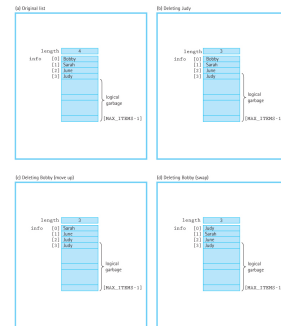 (a) Original list
length 4
info [0] Bobby
[1] Sarah
[2] June
[3] Judy
logical
garbage
[MAX_ITEMS-1]
(b) Deleting Judy
length 3
info [0] Bobby
[1] Sarah
[2] June
[3] Judy
logical
garbage
[MAX_ITEMS-1]
(c) Deleting Bobby (move up)
length 3
info [0] Sarah
[1] June
[2] Judy
[3] Judy
logical
garbage
[MAX_ITEMS-1]
(d) Deleting Bobby (swap)
length 3
info [0] Judy
[1] Sarah
[2] June
[3] Judy
logical
garbage
[MAX_ITEMS-1]